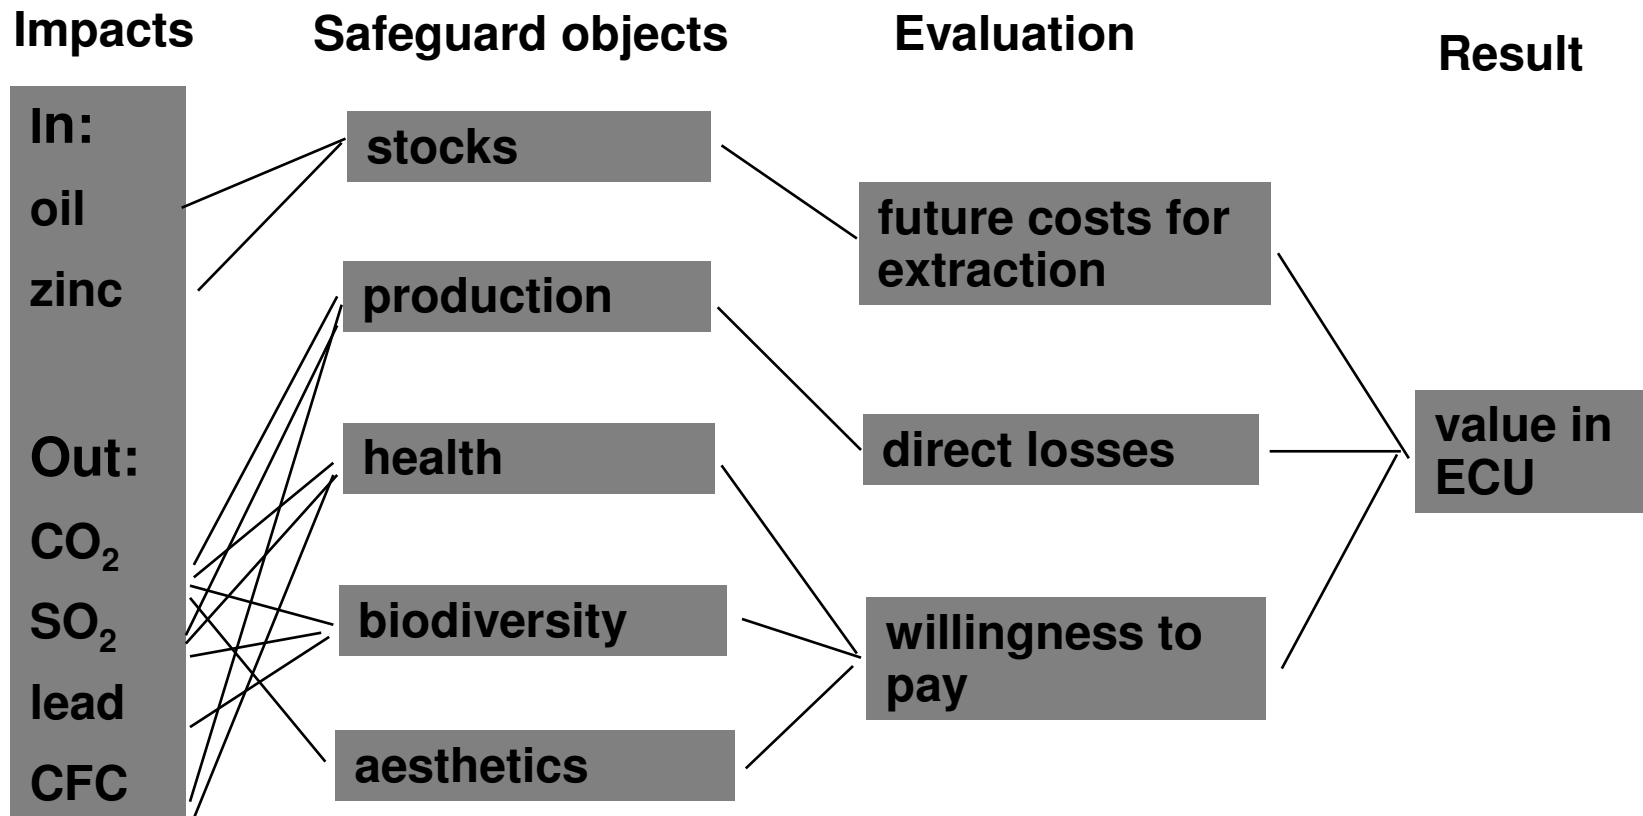 Impacts
Safeguard objects
Evaluation
Result
In:
oil
zinc
Out:
CO₂
SO₂
lead
CFC
stocks
production
health
biodiversity
aesthetics
future costs for
extraction
direct losses
willingness to
pay
value in
ECU